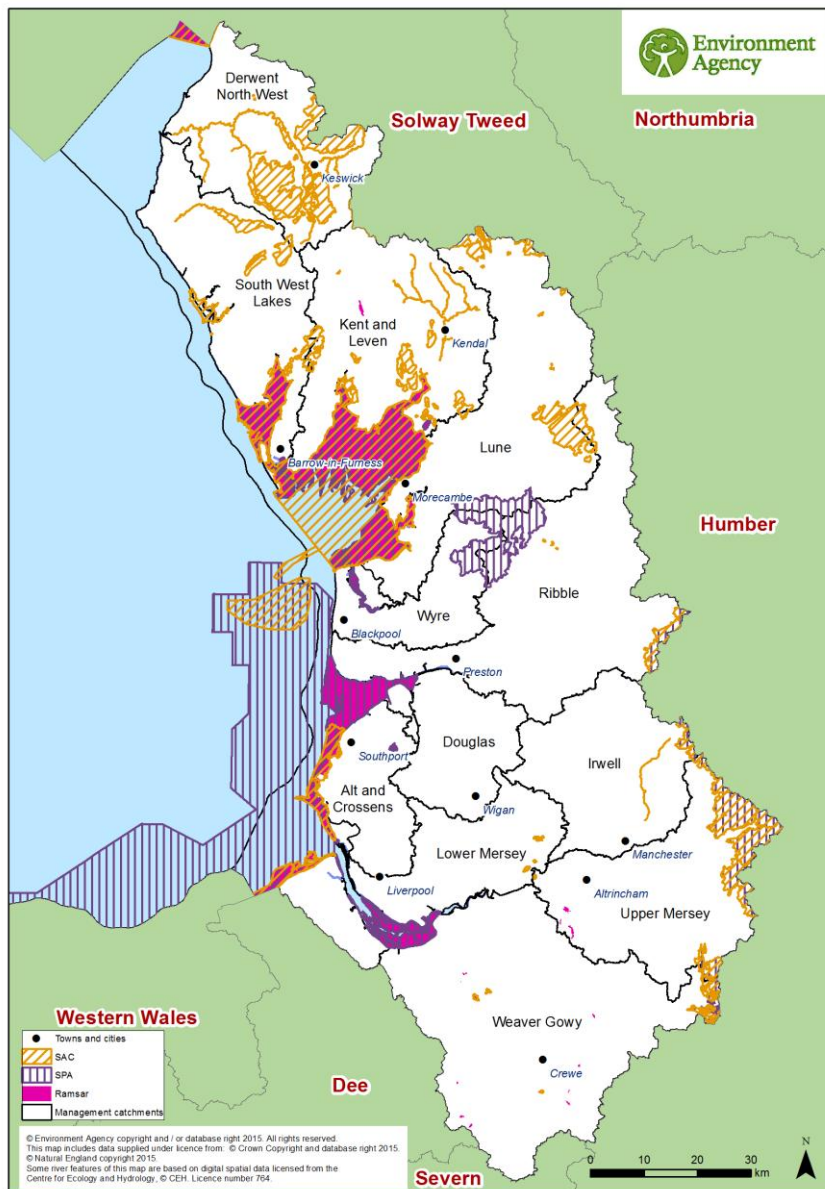 Environment
Agency
Derwent
North West
Solway Tweed
Northumbria
Keswick
South West
Lakes
Kent and
Leven
Kendal
Lune
Barrow-in-Furness
Morecambe
Humber
Ribble
Wyre
Blackpool
Preston
Douglas
Southport
Irwell
Alt and
Crossens
Wigan
Lower Mersey
Manchester
Liverpool
Altrincham
Upper Mersey
Western Wales
Weaver Gowy
Crewe
Dee
Severn
Towns and cities
SAC
SPA
Ramsar
Management catchments
© Environment Agency copyright and / or database right 2015. All rights reserved.
This map includes data supplied under licence from: © Crown Copyright and database right 2015.
© Natural England copyright 2015.
Some river features of this map are based on digital spatial data licensed from the
Centre for Ecology and Hydrology, © CEH. Licence number 764.
0 10 20 30
km
N